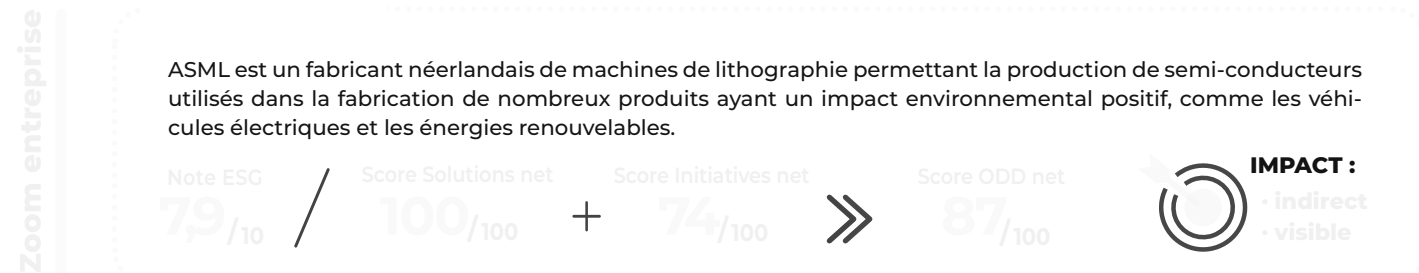 Zoom entreprise
ASML est un fabricant néerlandais de machines de lithographie permettant la production de semi-conducteurs
utilisés dans la fabrication de nombreux produits ayant un impact environnemental positif, comme les véhi-
cules électriques et les énergies renouvelables.
Note ESG
7,9/10
/
Score Solutions net
100/100
+
Score Initiatives net
74/100
Score ODD net
87/100
IMPACT :
· indirect
· visible